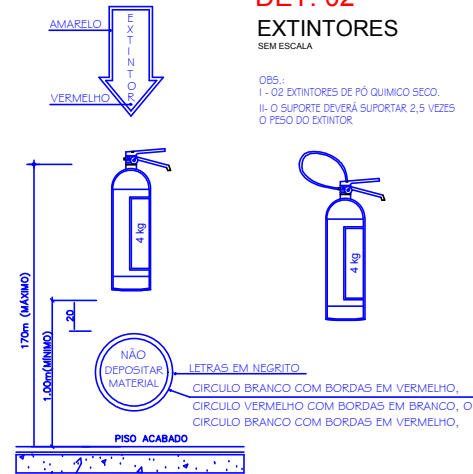 DET. 02
EXTINTORES
SEM ESCALA
OBS.:
I - 02 EXTINTORES DE PÓ QUIMICO SECO.
II- O SUPORTE DEVERÁ SUPORTAR 2,5 VEZES
O PESO DO EXTINTOR
AMARELO
EXTINTOR
VERMELHO
4 kg
4 kg
170m (MÁXIMO)
1.00m(MÍNIMO)
20
NÃO
DEPOSITAR
MATERIAL
LETRAS EM NEGRITO
CIRCULO BRANCO COM BORDAS EM VERMELHO,
CIRCULO VERMELHO COM BORDAS EM BRANCO, O
CIRCULO BRANCO COM BORDAS EM VERMELHO,
PISO ACABADO